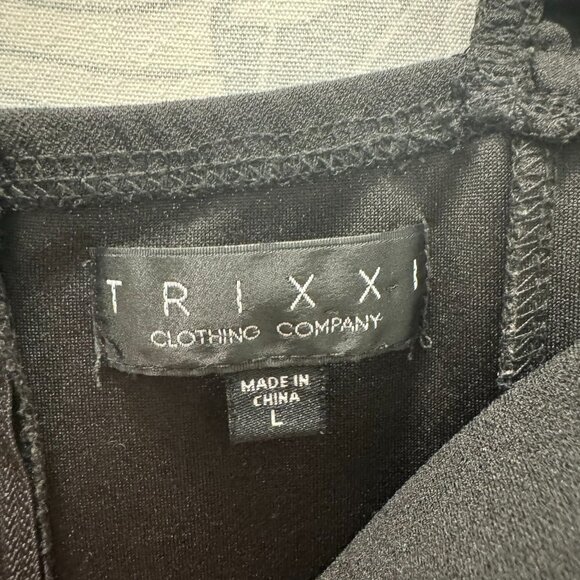 TRIXXI
CLOTHING COMPANY
MADE IN
CHINA
L